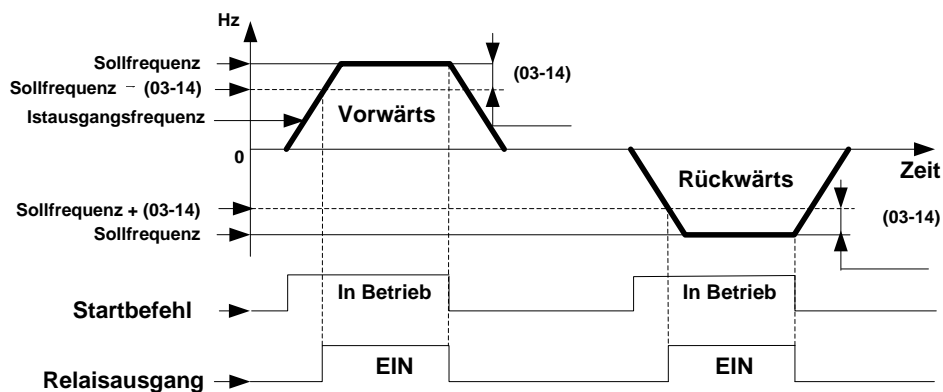 Hz
Sollfrequenz
Sollfrequenz − (03-14)
(03-14)
Vorwärts
Istausgangsfrequenz
0
Zeit
Rückwärts
Sollfrequenz + (03-14)
(03-14)
Sollfrequenz
In Betrieb
In Betrieb
Startbefehl
EIN
EIN
Relaisausgang